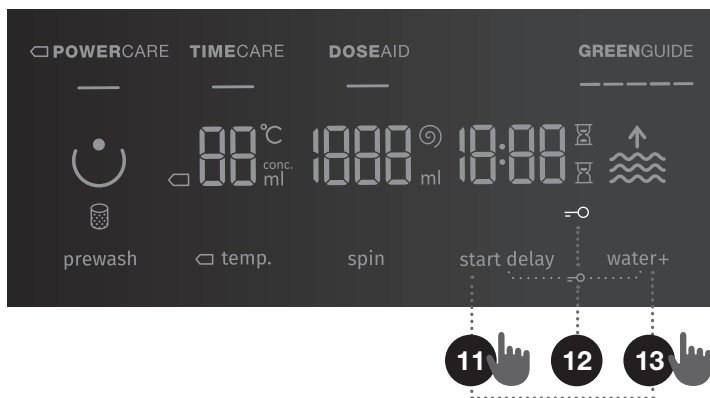 POWERCARE TIMECARE DOSEAID GREENGUIDE
88 °C 1888 18:88
conc.
ml ml
prewash temp. spin start delay water+
11 12 13